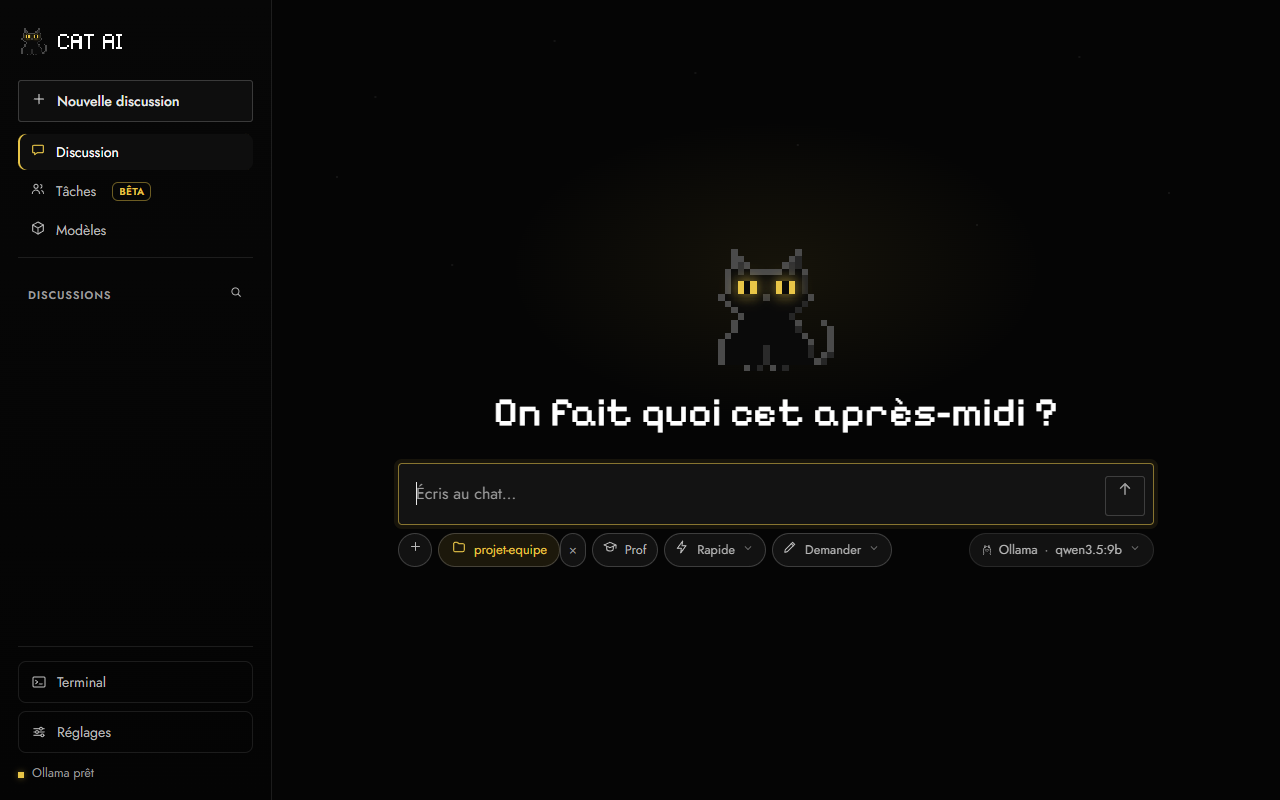 CAT AI
Nouvelle discussion
Discussion
Tâches BÊTA
Modèles
DISCUSSIONS
On fait quoi cet après-midi ?
Écris au chat...
projet-equipe × Prof Rapide Demander Ollama · qwen3.5:9b
Terminal
Réglages
Ollama prêt